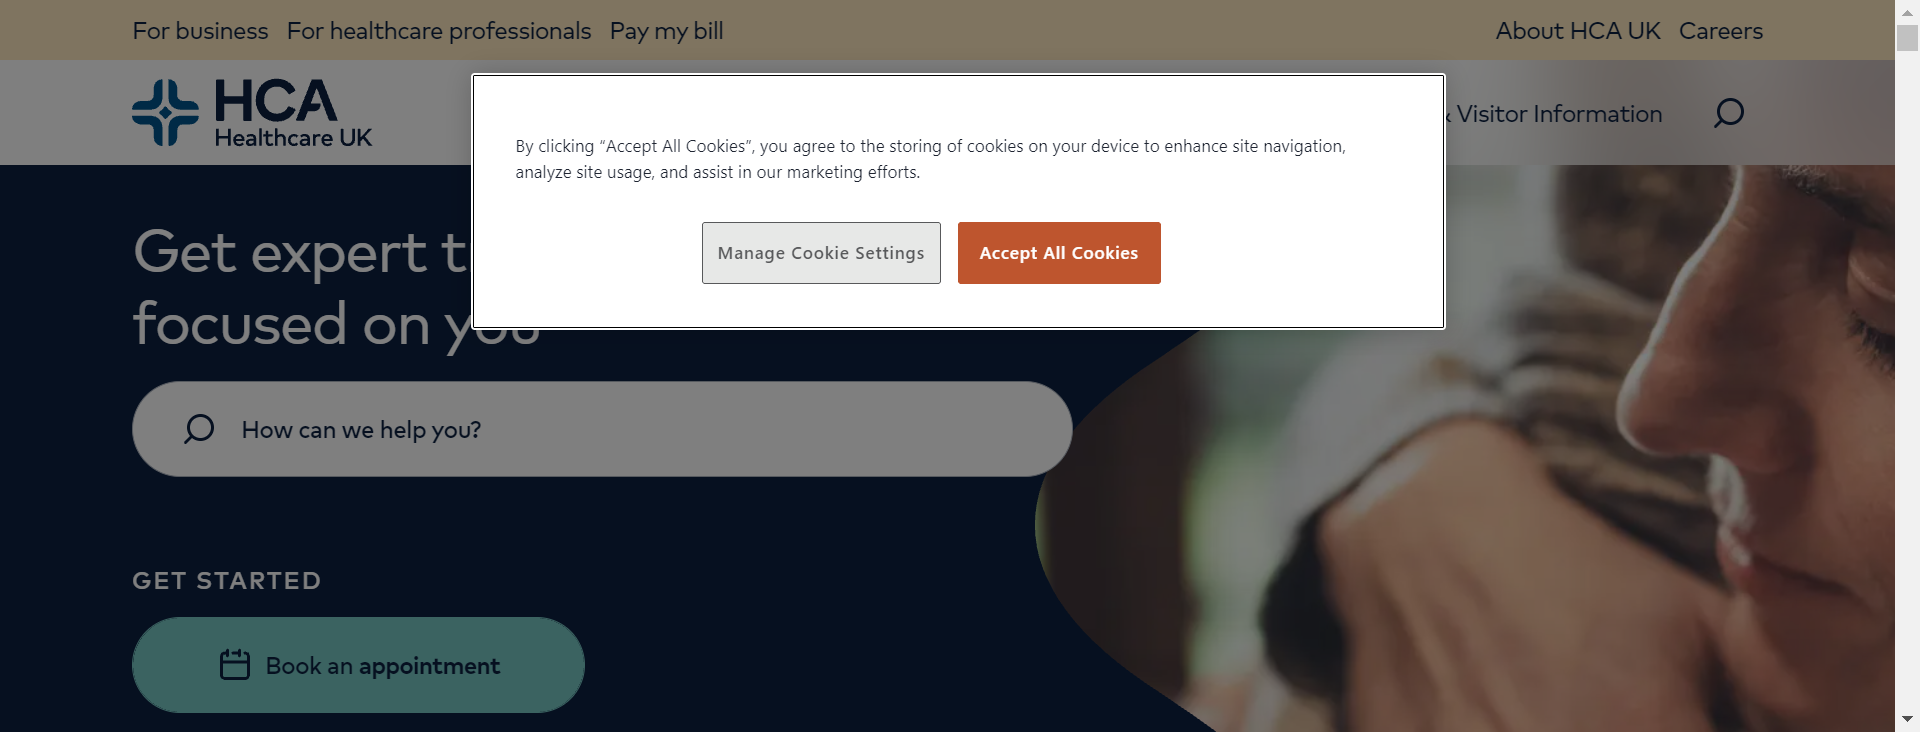 For business For healthcare professionals Pay my bill About HCA UK Careers
HCA
Healthcare UK
Visitor Information
By clicking “Accept All Cookies”, you agree to the storing of cookies on your device to enhance site navigation,
analyze site usage, and assist in our marketing efforts.
Manage Cookie Settings Accept All Cookies
Get expert
focused on you
How can we help you?
GET STARTED
Book an appointment